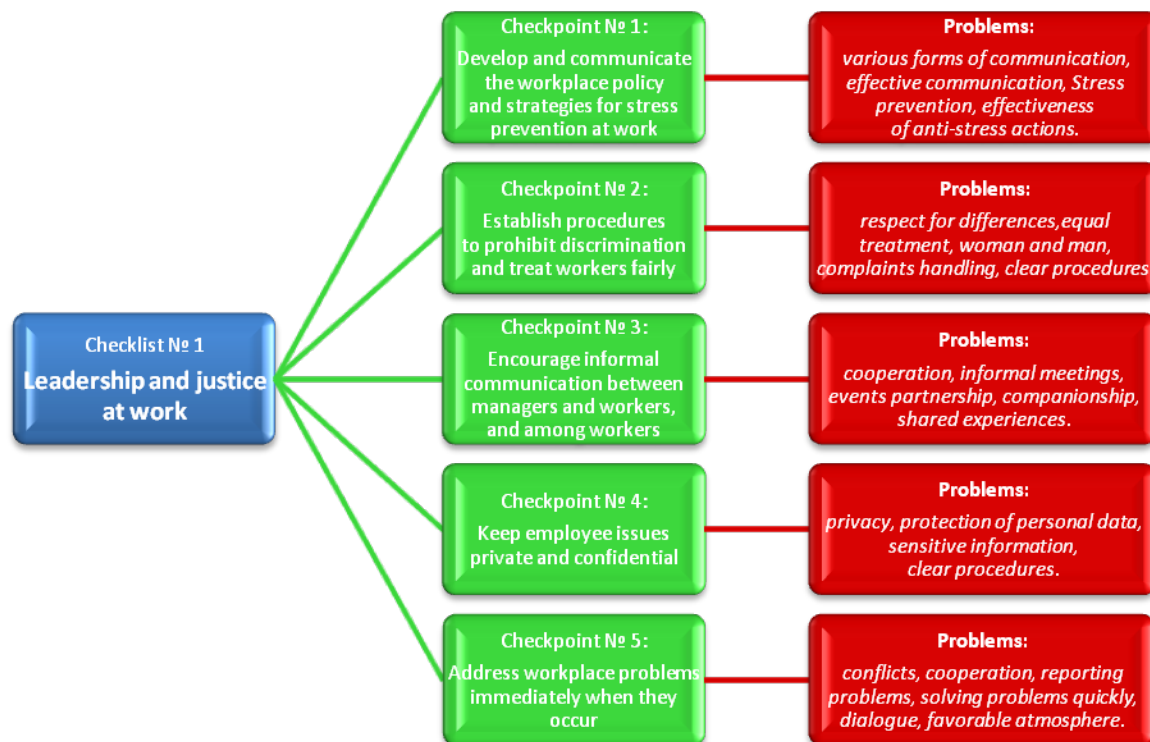 Checklist № 1
Leadership and justice
at work
Checkpoint № 1:
Develop and communicate
the workplace policy
and strategies for stress
prevention at work
Problems:
various forms of communication,
effective communication, Stress
prevention, effectiveness
of anti-stress actions.
Checkpoint № 2:
Establish procedures
to prohibit discrimination
and treat workers fairly
Problems:
respect for differences,equal
treatment, woman and man,
complaints handling, clear procedures
Checkpoint № 3:
Encourage informal
communication between
managers and workers,
and among workers
Problems:
cooperation, informal meetings,
events partnership, companionship,
shared experiences.
Checkpoint № 4:
Keep employee issues
private and confidential
Problems:
privacy, protection of personal data,
sensitive information,
clear procedures.
Checkpoint № 5:
Address workplace problems
immediately when they
occur
Problems:
conflicts, cooperation, reporting
problems, solving problems quickly,
dialogue, favorable atmosphere.